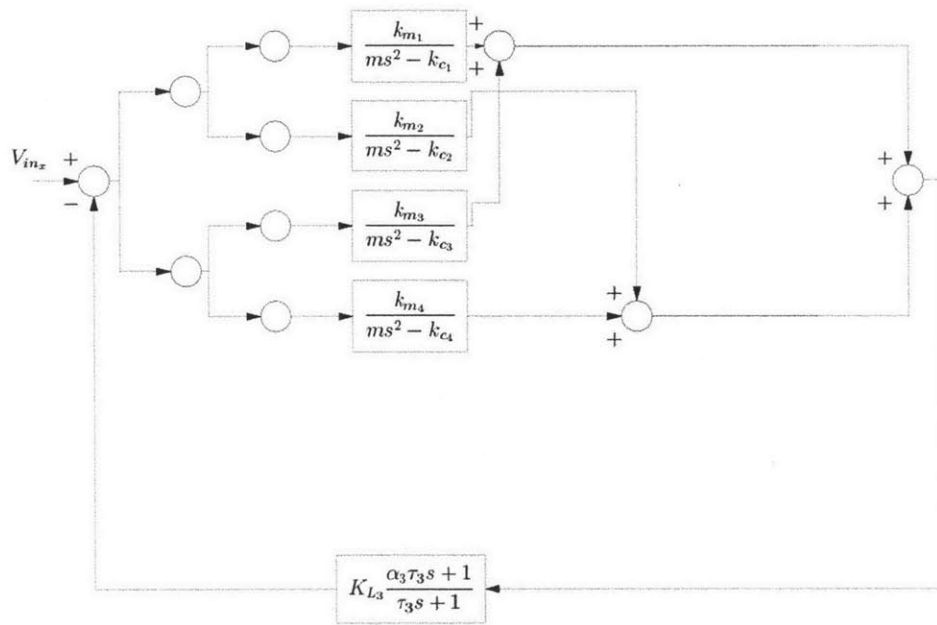 k_{m_1}
ms^2 − k_{c_1}
+
+
k_{m_2}
ms^2 − k_{c_2}
V_{in_x}
+
−
k_{m_3}
ms^2 − k_{c_3}
+
+
k_{m_4}
ms^2 − k_{c_4}
+
+
K_{L_3} \frac{α_3τ_3s + 1}{τ_3s + 1}